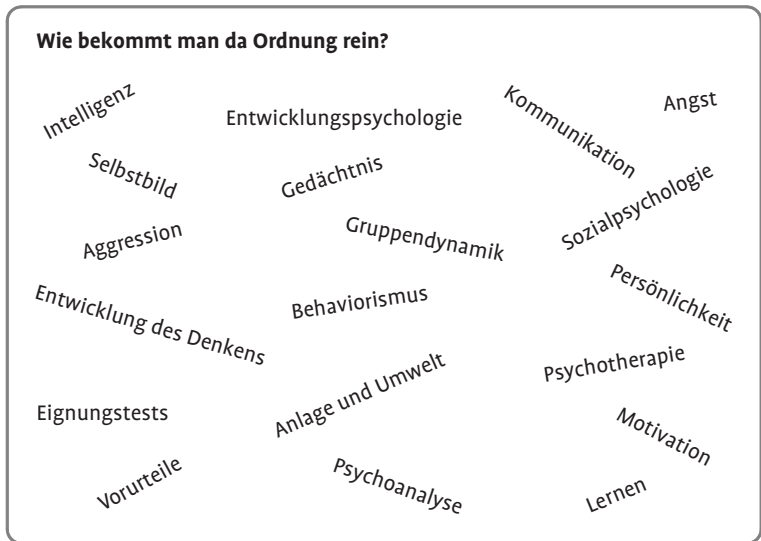 Wie bekommt man da Ordnung rein?
Intelligenz
Entwicklungspsychologie
Kommunikation
Angst
Selbstbild
Gedächtnis
Sozialpsychologie
Aggression
Gruppendynamik
Persönlichkeit
Entwicklung des Denkens
Behaviorismus
Psychotherapie
Anlage und Umwelt
Eignungstests
Motivation
Vorurteile
Psychoanalyse
Lernen